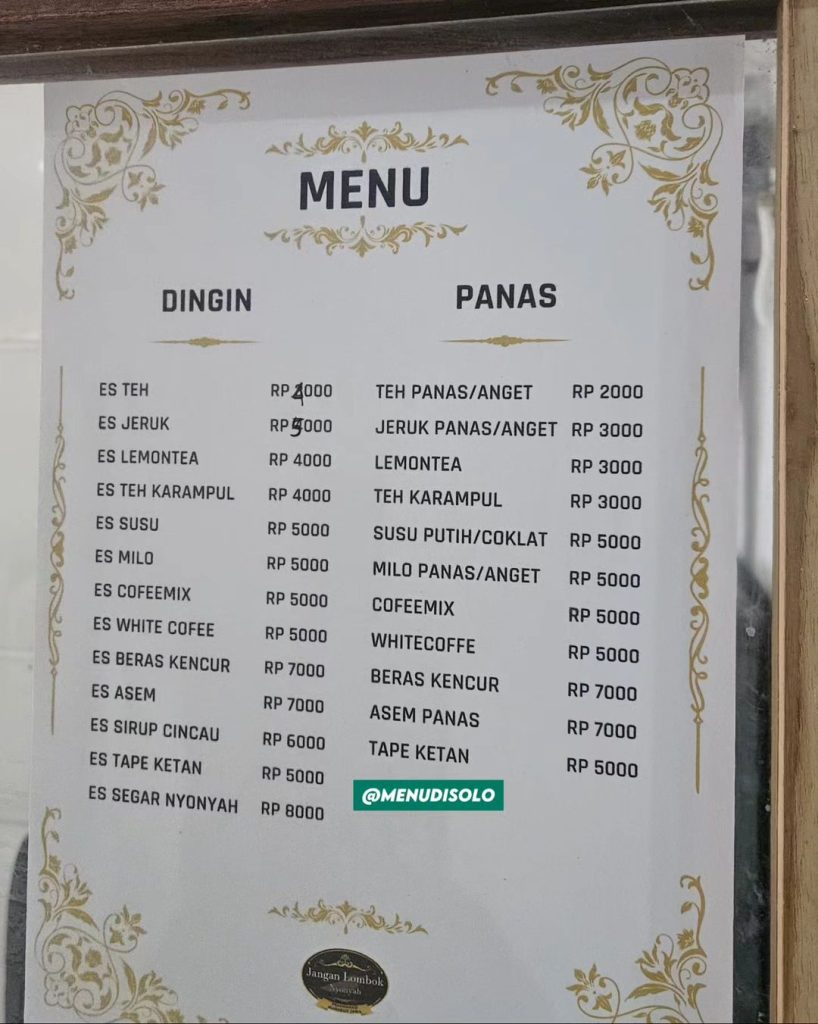 MENU
DINGIN
ES TEH RP 4000
ES JERUK RP 5000
ES LEMONTEA RP 4000
ES TEH KARAMPUL RP 4000
ES SUSU RP 5000
ES MILO RP 5000
ES COFEEMIX RP 5000
ES WHITE COFEE RP 5000
ES BERAS KENCUR RP 7000
ES ASEM RP 7000
ES SIRUP CINCAU RP 6000
ES TAPE KETAN RP 5000
ES SEGAR NYONYAH RP 8000
PANAS
TEH PANAS/ANGET RP 2000
JERUK PANAS/ANGET RP 3000
LEMONTEA RP 3000
TEH KARAMPUL RP 3000
SUSU PUTIH/COKLAT RP 5000
MILO PANAS/ANGET RP 5000
COFEEMIX RP 5000
WHITECOFFE RP 5000
BERAS KENCUR RP 7000
ASEM PANAS RP 7000
TAPE KETAN RP 5000
@MENUDISOLO
Jangan Lombok
Nyonyah